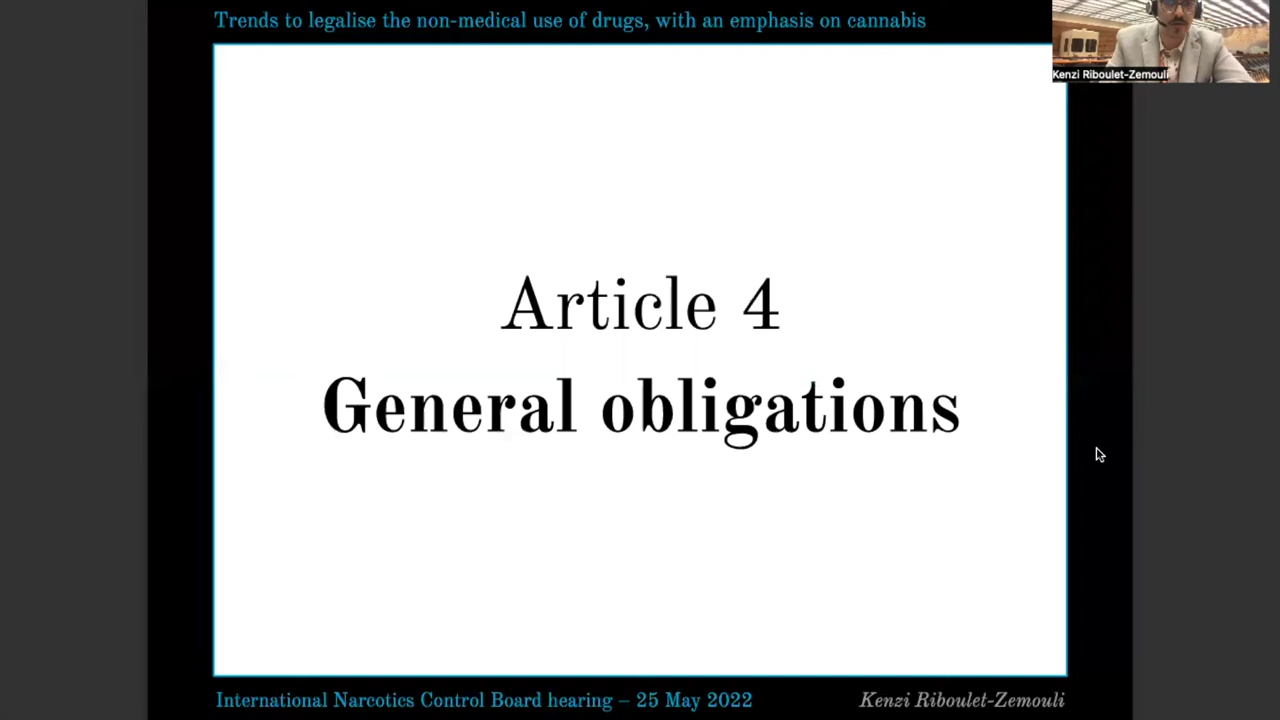 Trends to legalise the non-medical use of drugs, with an emphasis on cannabis
Kenzi Riboulet-Zemouli
Article 4
General obligations
International Narcotics Control Board hearing – 25 May 2022
Kenzi Riboulet-Zemouli